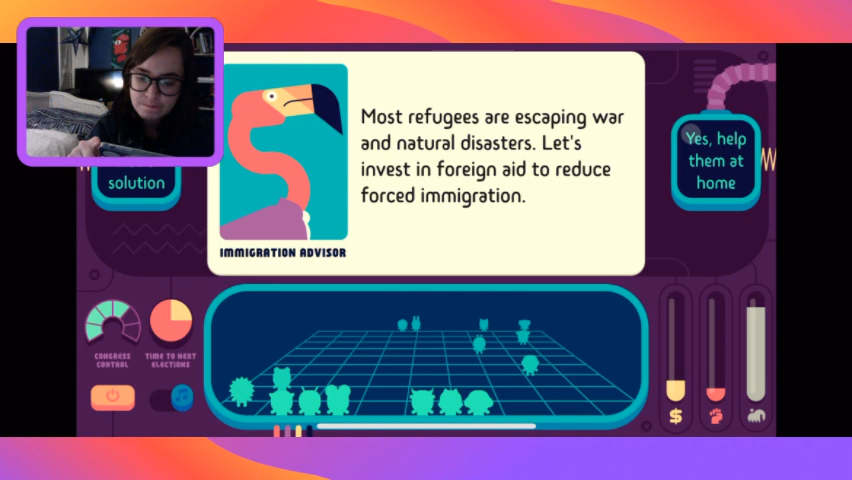 Most refugees are escaping war
and natural disasters. Let's
invest in foreign aid to reduce
forced immigration.
IMMIGRATION ADVISOR
solution
Yes, help
them at
home
CONGRESS
CONTROL
TIME TO NEXT
ELECTIONS
$